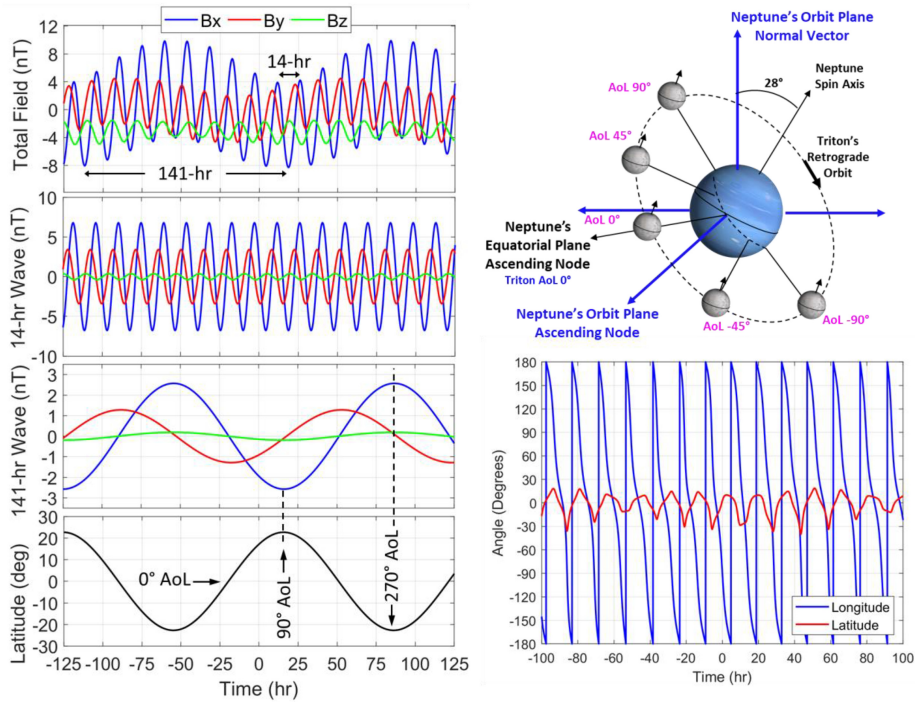 Bx By Bz
Total Field (nT)
12
8
4
0
-4
-8
14-hr
141-hr
14-hr Wave (nT)
10
5
0
-5
-10
141-hr Wave (nT)
3
2
1
0
-1
-2
-3
Latitude (deg)
30
20
10
0
-10
-20
-30
0° AoL
90° AoL
270° AoL
-125 -100 -75 -50 -25 0 25 50 75 100 125
Time (hr)
Neptune's Orbit Plane
Normal Vector
28°
Neptune
Spin Axis
Triton's
Retrograde
Orbit
AoL 90°
AoL 45°
AoL 0°
Neptune's
Equatorial Plane
Ascending Node
Triton AoL 0°
Neptune's Orbit Plane
Ascending Node
AoL -45°
AoL -90°
Angle (Degrees)
180
150
120
90
60
30
0
-30
-60
-90
-120
-150
-180
Longitude
Latitude
-100 -80 -60 -40 -20 0 20 40 60 80 100
Time (hr)